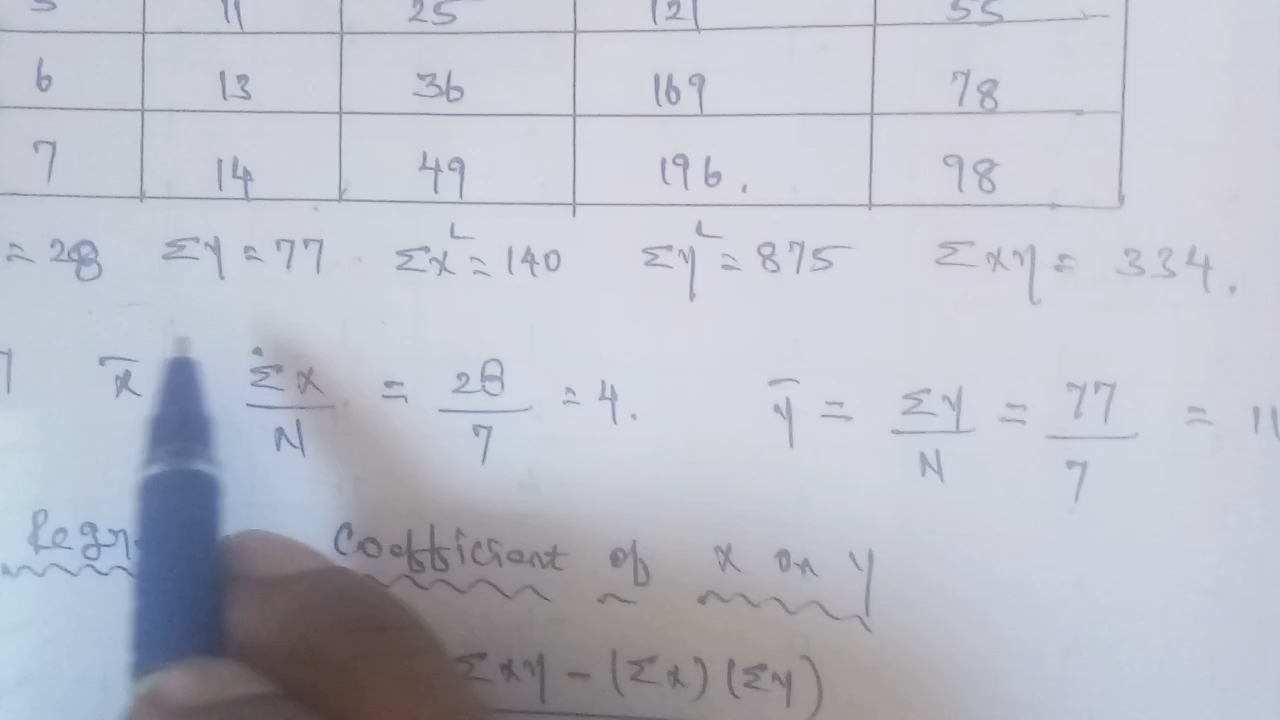 5 11 25 121 55
6 13 36 169 78
7 14 49 196.  98
= 28 Σy = 77 Σx² = 140 Σy² = 875 Σxy = 334.
x̄ Σx/N = 28/7 = 4. ȳ = Σy/N = 77/7 = 11
Regr Coefficient of x on y
Σxy - (Σx) (Σy)